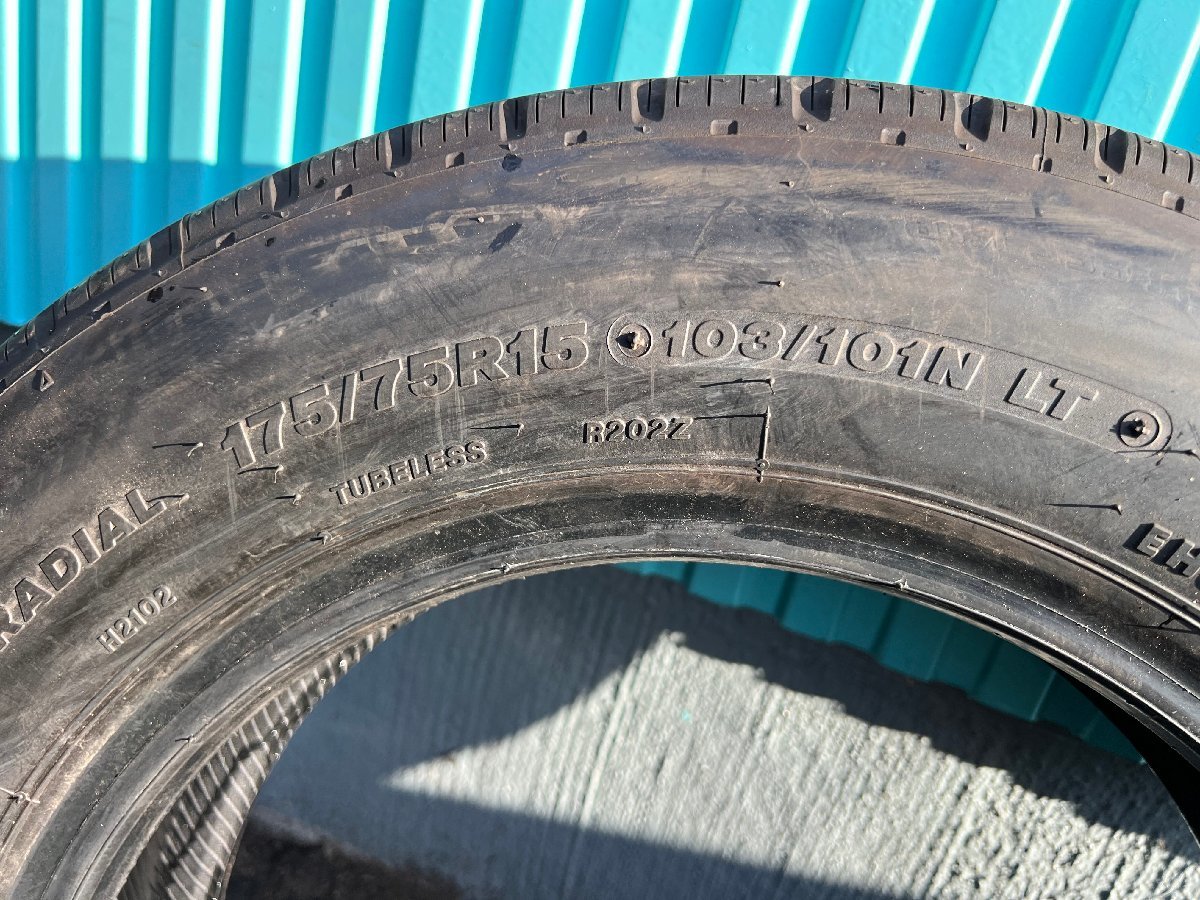 175/75R15 103/101N LT
TUBELESS
R202Z
RADIAL
H2102